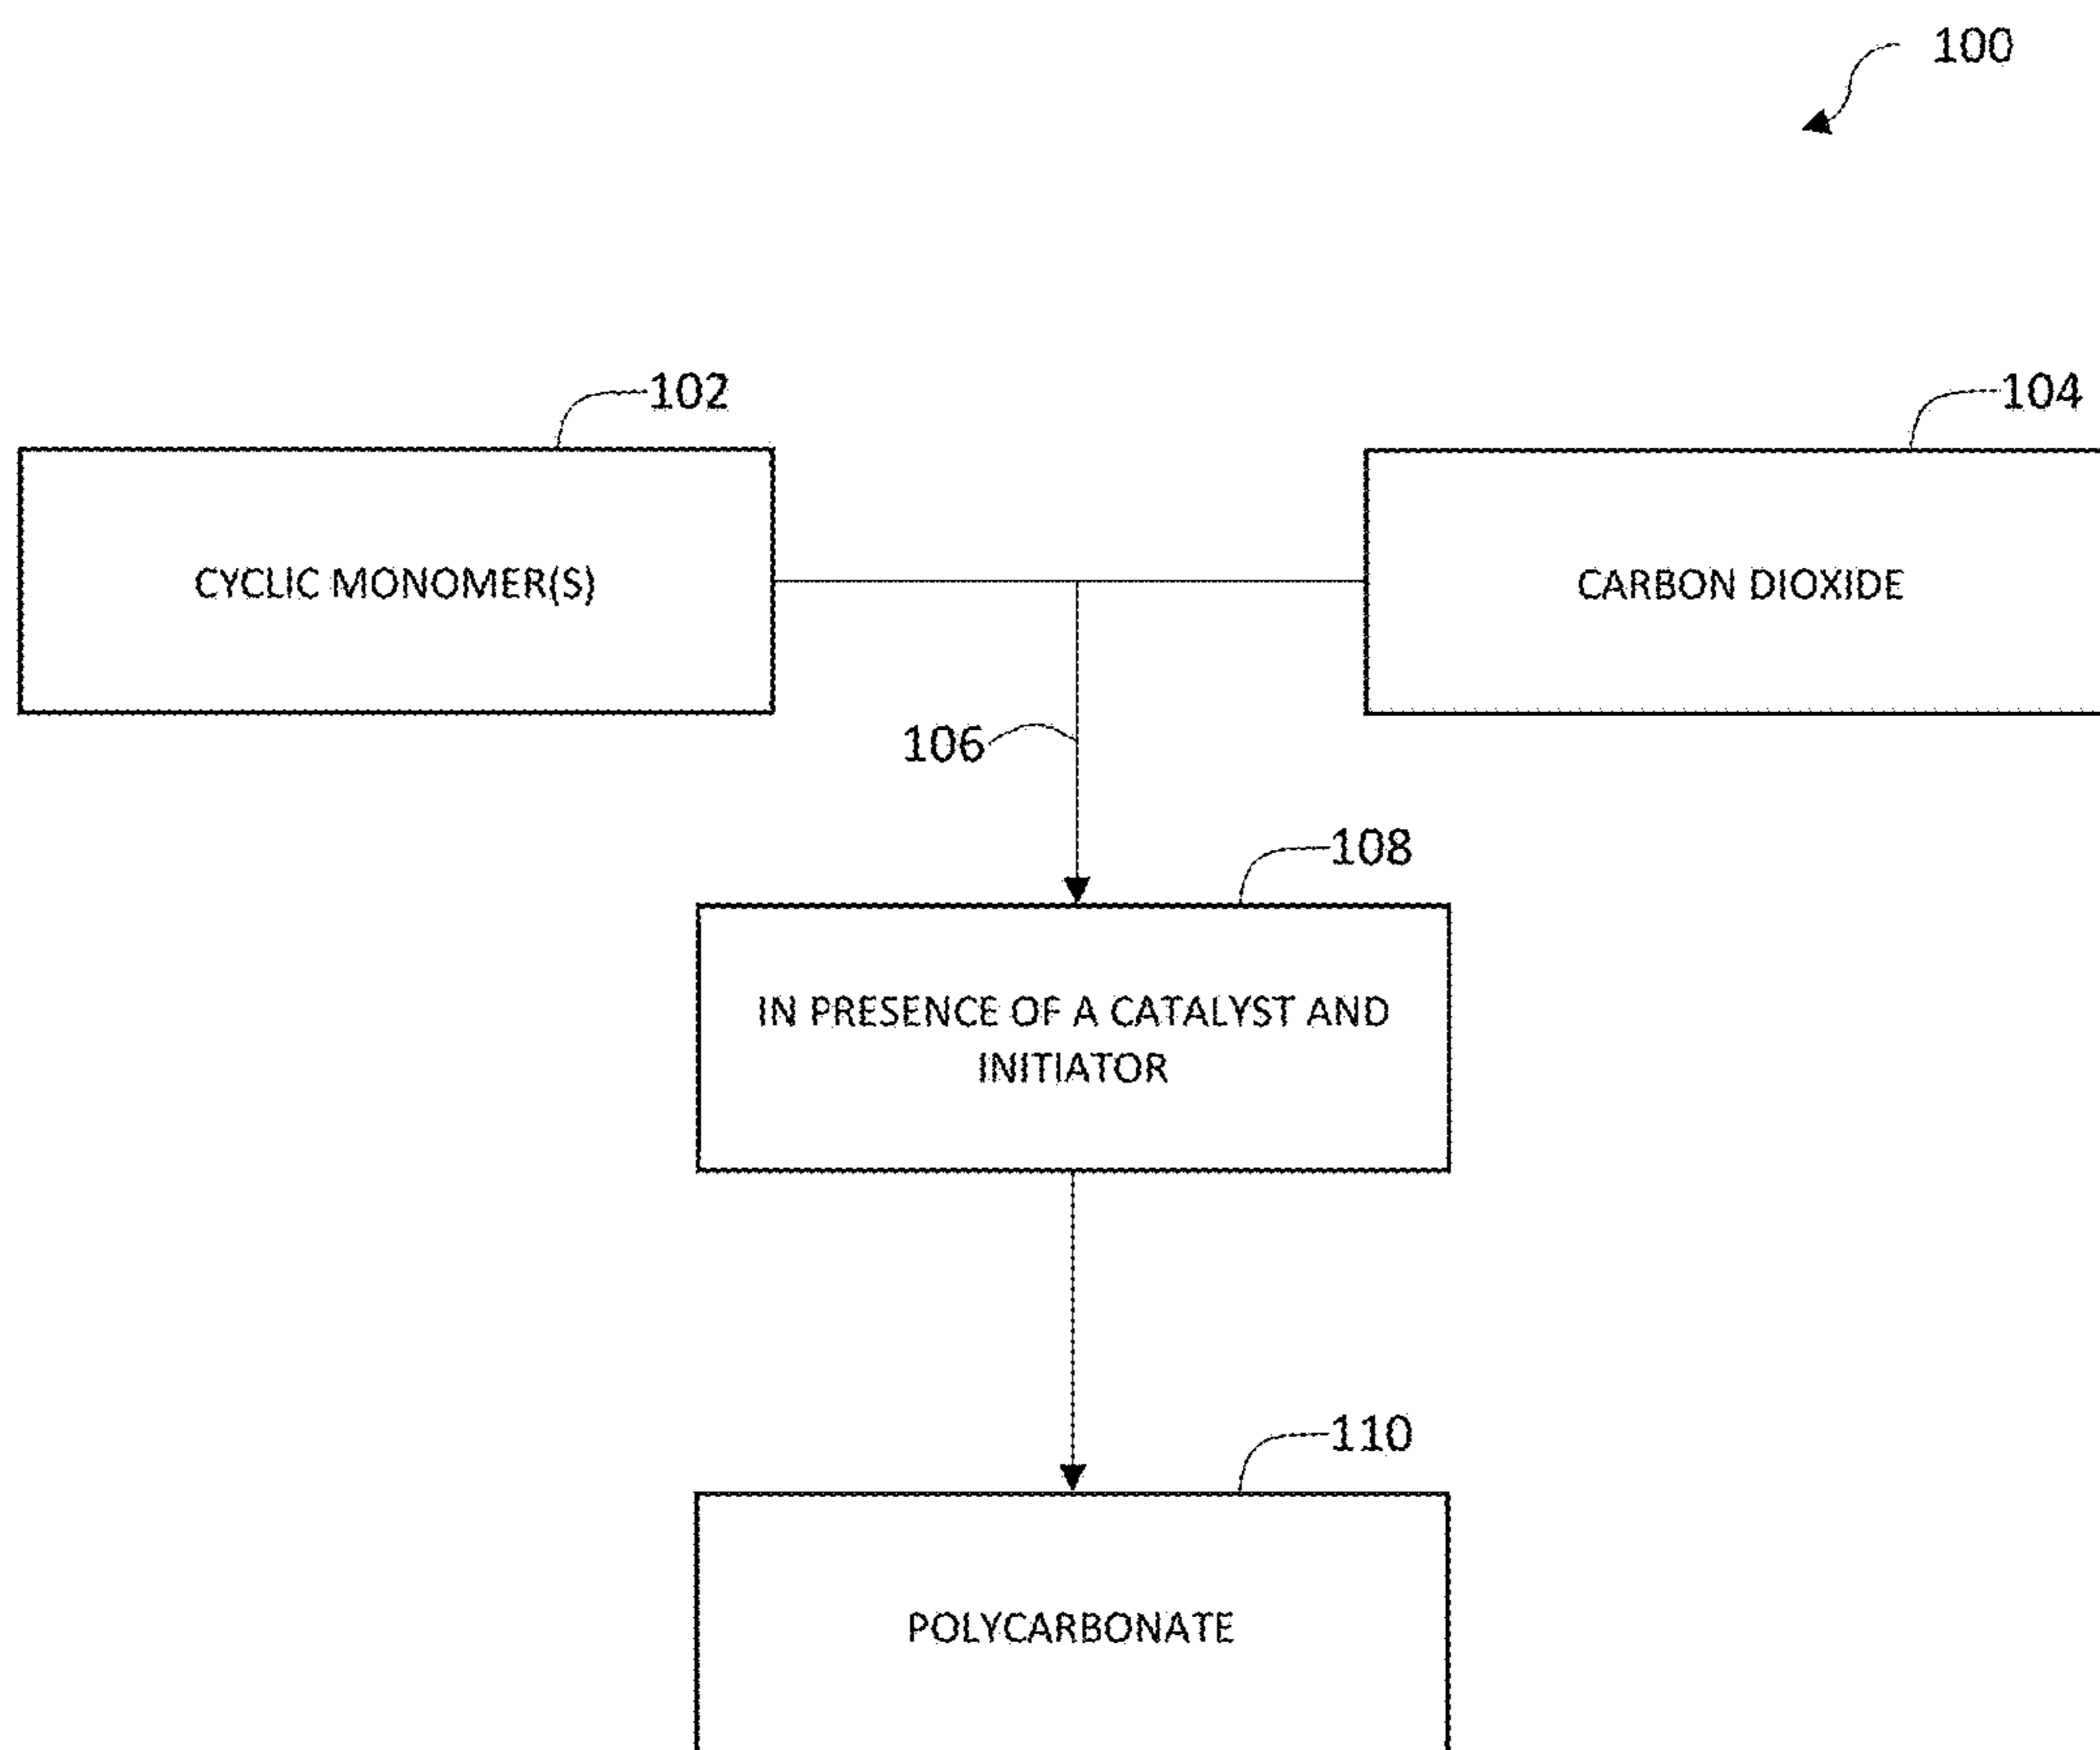 100
102
104
CYCLIC MONOMER(S)
CARBON DIOXIDE
106
108
IN PRESENCE OF A CATALYST AND
INITIATOR
110
POLYCARBONATE